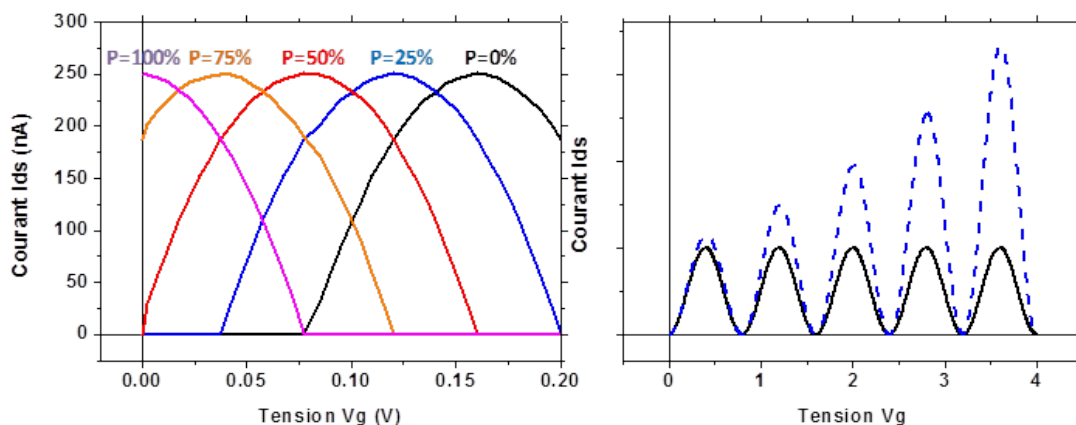 300
250
200
150
100
50
0
Courant Ids (nA)
P=100% P=75% P=50% P=25% P=0%
0.00 0.05 0.10 0.15 0.20
Tension Vg (V)
Courant Ids
0 1 2 3 4
Tension Vg